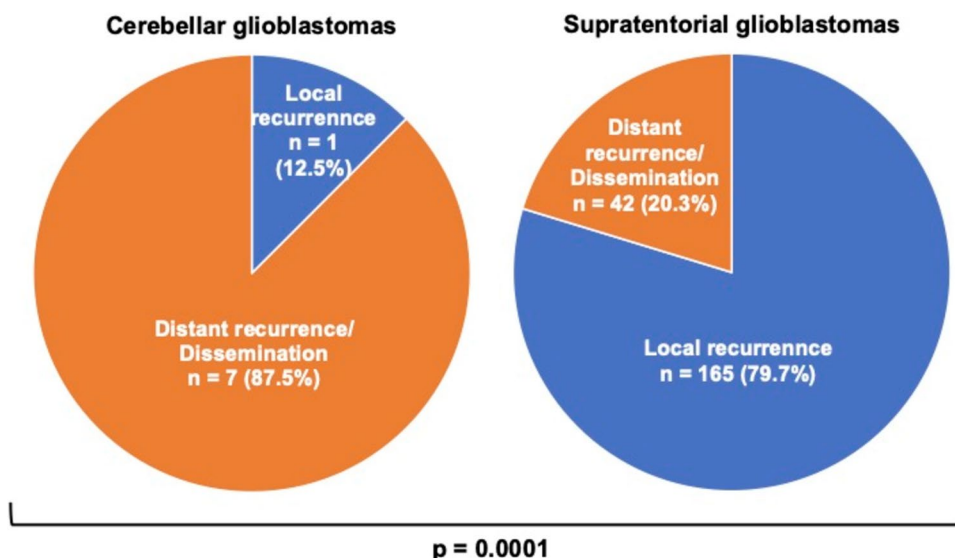 Cerebellar glioblastomas
Local
recurrennce
n = 1
(12.5%)
Distant recurrence/
Dissemination
n = 7 (87.5%)
Supratentorial glioblastomas
Distant
recurrence/
Dissemination
n = 42 (20.3%)
Local recurrennce
n = 165 (79.7%)
p = 0.0001